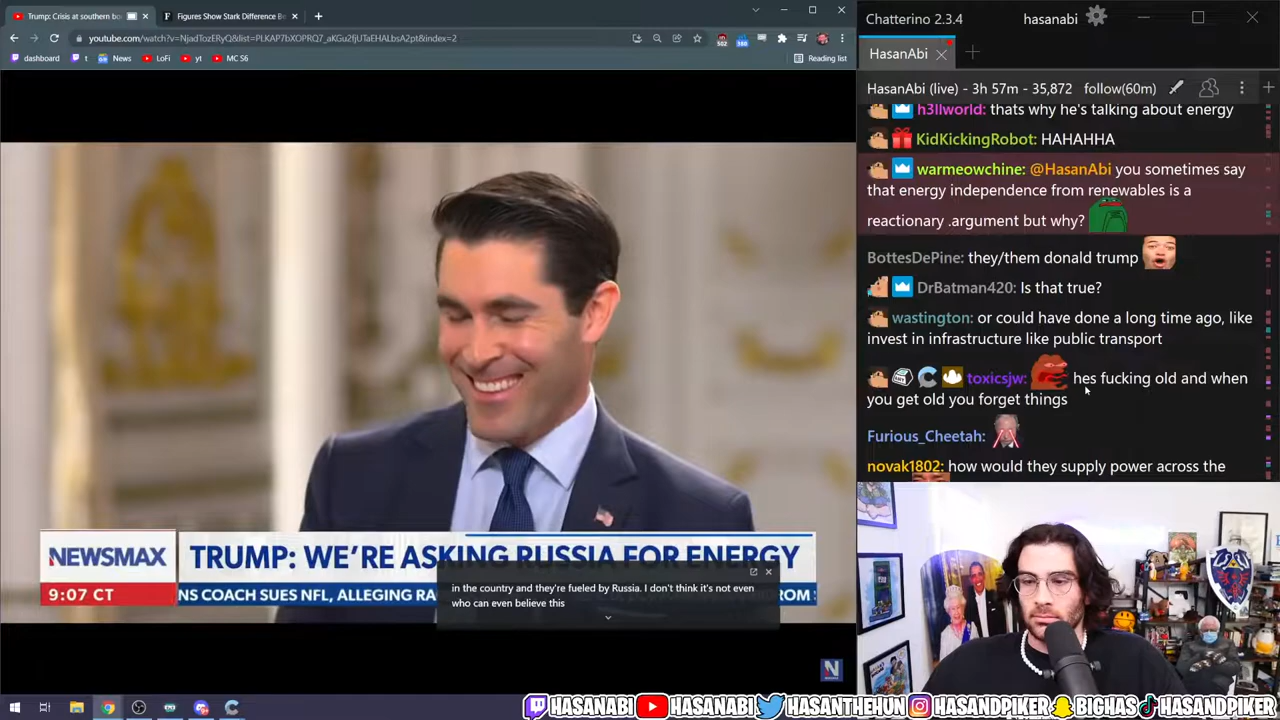 Trump: Crisis at southern bo
Figures Show Stark Difference Be
youtube.com/watch?v=NjadTozERyQ&list=PLKAP7bXOPRQ7_aKGu2fjUTaEHALbsA2pt&index=2
502
388
dashboard
t
News
LoFi
yt
MC S6
Reading list
NEWSMAX
9:07 CT
TRUMP: WE'RE ASKING RUSSIA FOR ENERGY
NS COACH SUES NFL, ALLEGING RA
in the country and they're fueled by Russia. I don't think it's not even
who can even believe this
N
Chatterino 2.3.4
hasanabi
HasanAbi
HasanAbi (live) - 3h 57m - 35,872
follow(60m)
h3llworld: thats why he's talking about energy
KidKickingRobot: HAHAHHA
warmeowchine: @HasanAbi you sometimes say
that energy independence from renewables is a
reactionary .argument but why?
BottesDePine: they/them donald trump
DrBatman420: Is that true?
wastington: or could have done a long time ago, like
invest in infrastructure like public transport
toxicsjw: hes fucking old and when
you get old you forget things
Furious_Cheetah:
novak1802: how would they supply power across the
HASANABI
HASANABI
HASANTHEHUN
HASANDPIKER
BIGHAS
HASANDPIKER